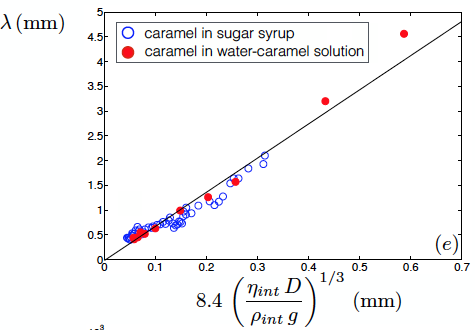 λ (mm)
5
4.5
4
3.5
3
2.5
2
1.5
1
0.5
0
caramel in sugar syrup
caramel in water-caramel solution
(e)
0 0.1 0.2 0.3 0.4 0.5 0.6 0.7
8.4 (η_int D / ρ_int g)^1/3 (mm)